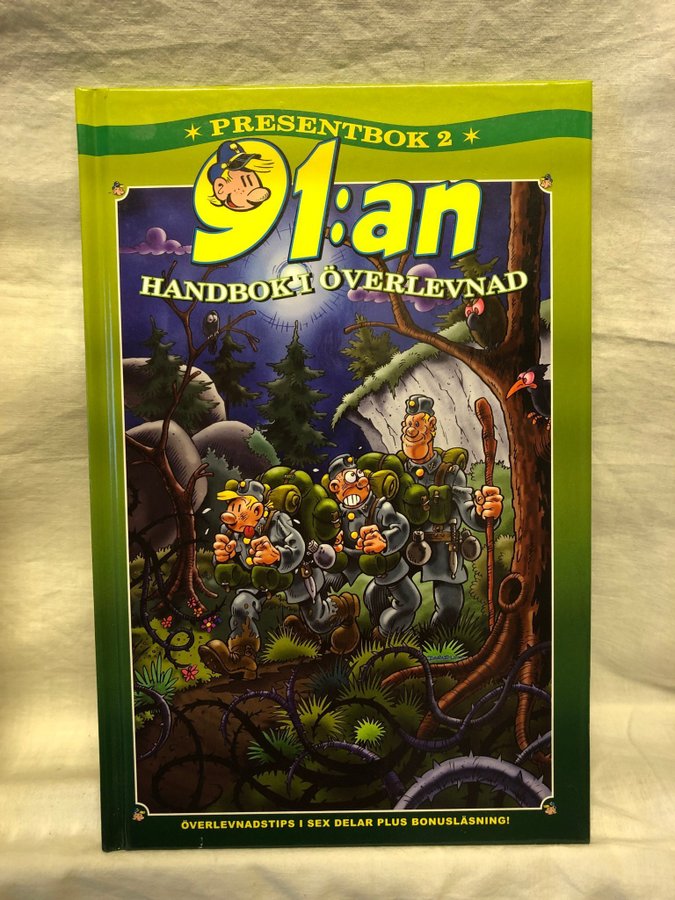 PRESENTBOK 2
91:an
HANDBOK I ÖVERLEVNAD
ÖVERLEVNADSTIPS I SEX DELAR PLUS BONUSLÄSNING!